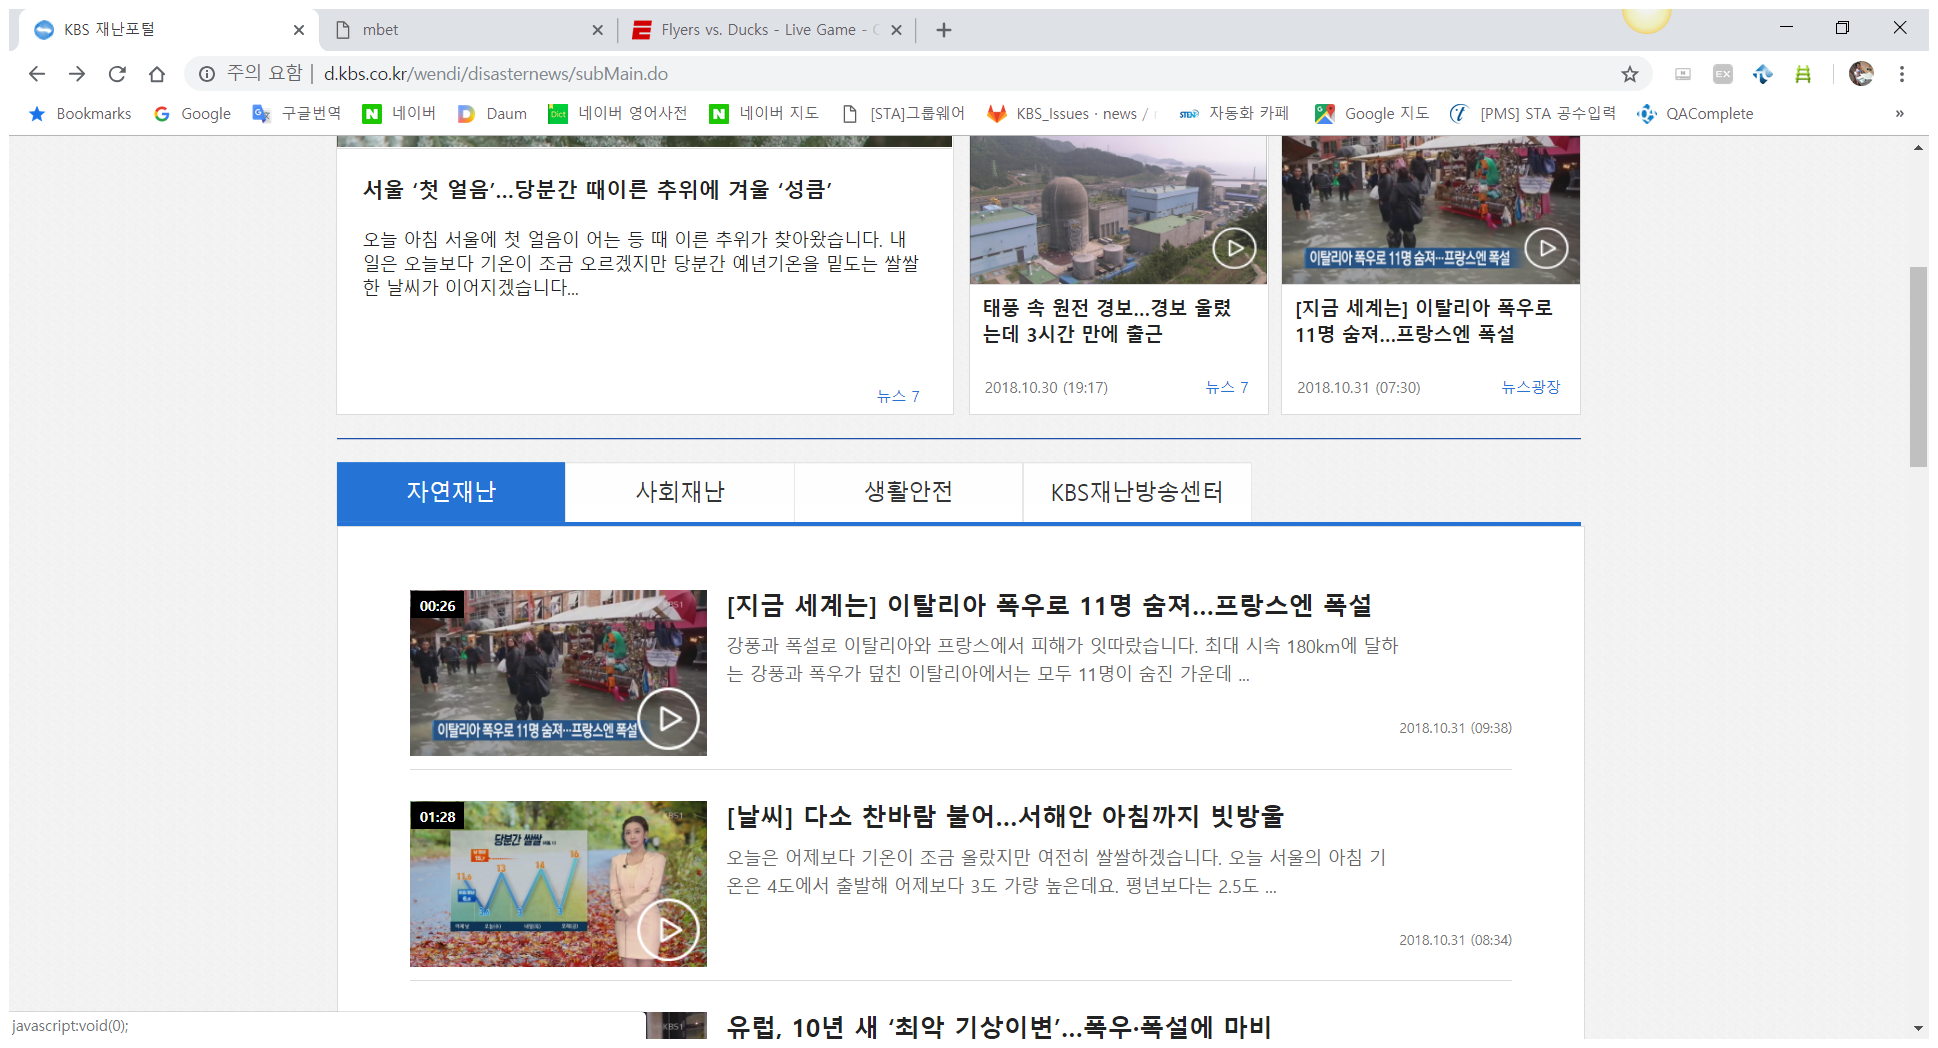 KBS 재난포털
mbet
Flyers vs. Ducks - Live Game - C
주의 요함 | d.kbs.co.kr/wendi/disasternews/subMain.do
EX
Bookmarks
Google
구글번역
네이버
Daum
네이버 영어사전
네이버 지도
[STA]그룹웨어
KBS_Issues · news /
자동화 카페
Google 지도
[PMS] STA 공수입력
QAComplete
»
서울 ‘첫 얼음’...당분간 때이른 추위에 겨울 ‘성큼’
오늘 아침 서울에 첫 얼음이 어는 등 때 이른 추위가 찾아왔습니다. 내
일은 오늘보다 기온이 조금 오르겠지만 당분간 예년기온을 밑도는 쌀쌀
한 날씨가 이어지겠습니다...
뉴스 7
태풍 속 원전 경보...경보 울렸
는데 3시간 만에 출근
2018.10.30 (19:17)
뉴스 7
이탈리아 폭우로 11명 숨져…프랑스엔 폭설
[지금 세계는] 이탈리아 폭우로
11명 숨져...프랑스엔 폭설
2018.10.31 (07:30)
뉴스광장
자연재난
사회재난
생활안전
KBS재난방송센터
00:26
이탈리아 폭우로 11명 숨져…프랑스엔 폭설
[지금 세계는] 이탈리아 폭우로 11명 숨져...프랑스엔 폭설
강풍과 폭설로 이탈리아와 프랑스에서 피해가 잇따랐습니다. 최대 시속 180km에 달하
는 강풍과 폭우가 덮친 이탈리아에서는 모두 11명이 숨진 가운데 ...
2018.10.31 (09:38)
01:28
KBS1
당분간 쌀쌀
13
14
16
[날씨] 다소 찬바람 불어...서해안 아침까지 빗방울
오늘은 어제보다 기온이 조금 올랐지만 여전히 쌀쌀하겠습니다. 오늘 서울의 아침 기
온은 4도에서 출발해 어제보다 3도 가량 높은데요. 평년보다는 2.5도 ...
2018.10.31 (08:34)
KBS1
유럽, 10년 새 ‘최악 기상이변’...폭우·폭설에 마비
javascript:void(0);